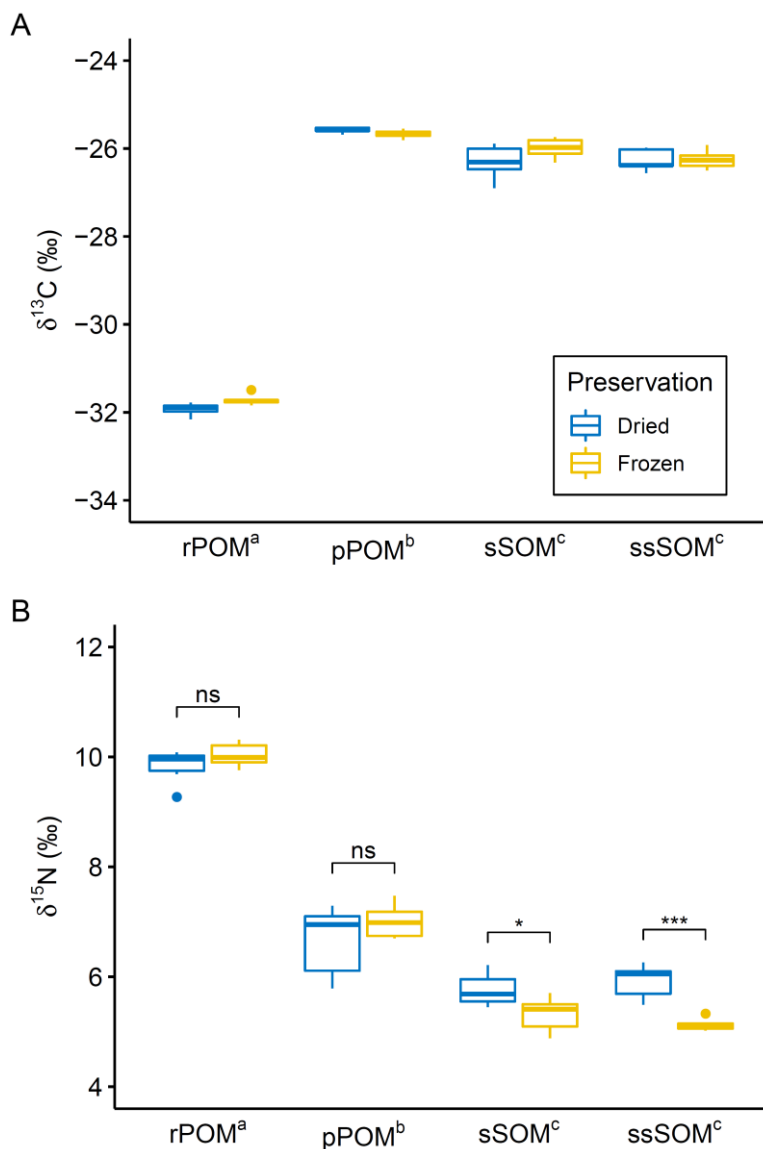 A
−24
−26
−28
−30
−32
−34
δ¹³C (‰)
Preservation
Dried
Frozen
rPOMᵃ pPOMᵇ sSOMᶜ ssSOMᶜ
B
12
10
8
6
4
δ¹⁵N (‰)
ns
ns
*
***
rPOMᵃ pPOMᵇ sSOMᶜ ssSOMᶜ